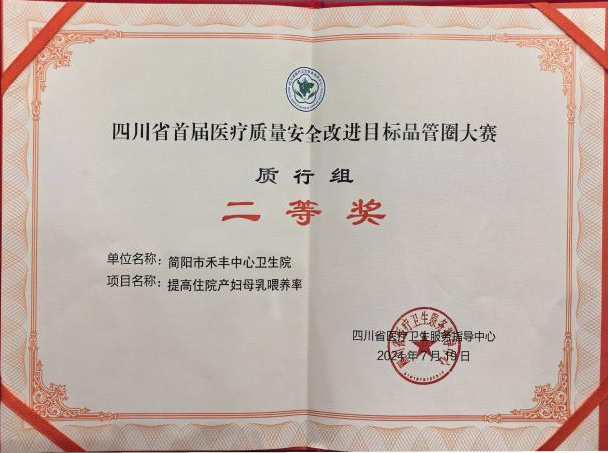 四川省首届医疗质量安全改进目标品管圈大赛
质行组
二等奖
单位名称：简阳市禾丰中心卫生院
项目名称：提高住院产妇母乳喂养率
四川省医疗卫生服务指导中心
2024年7月19日